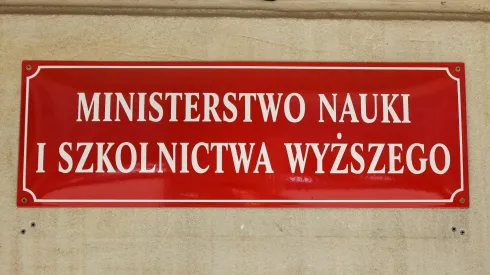 MINISTERSTWO NAUKI
I SZKOLNICTWA WYŻSZEGO